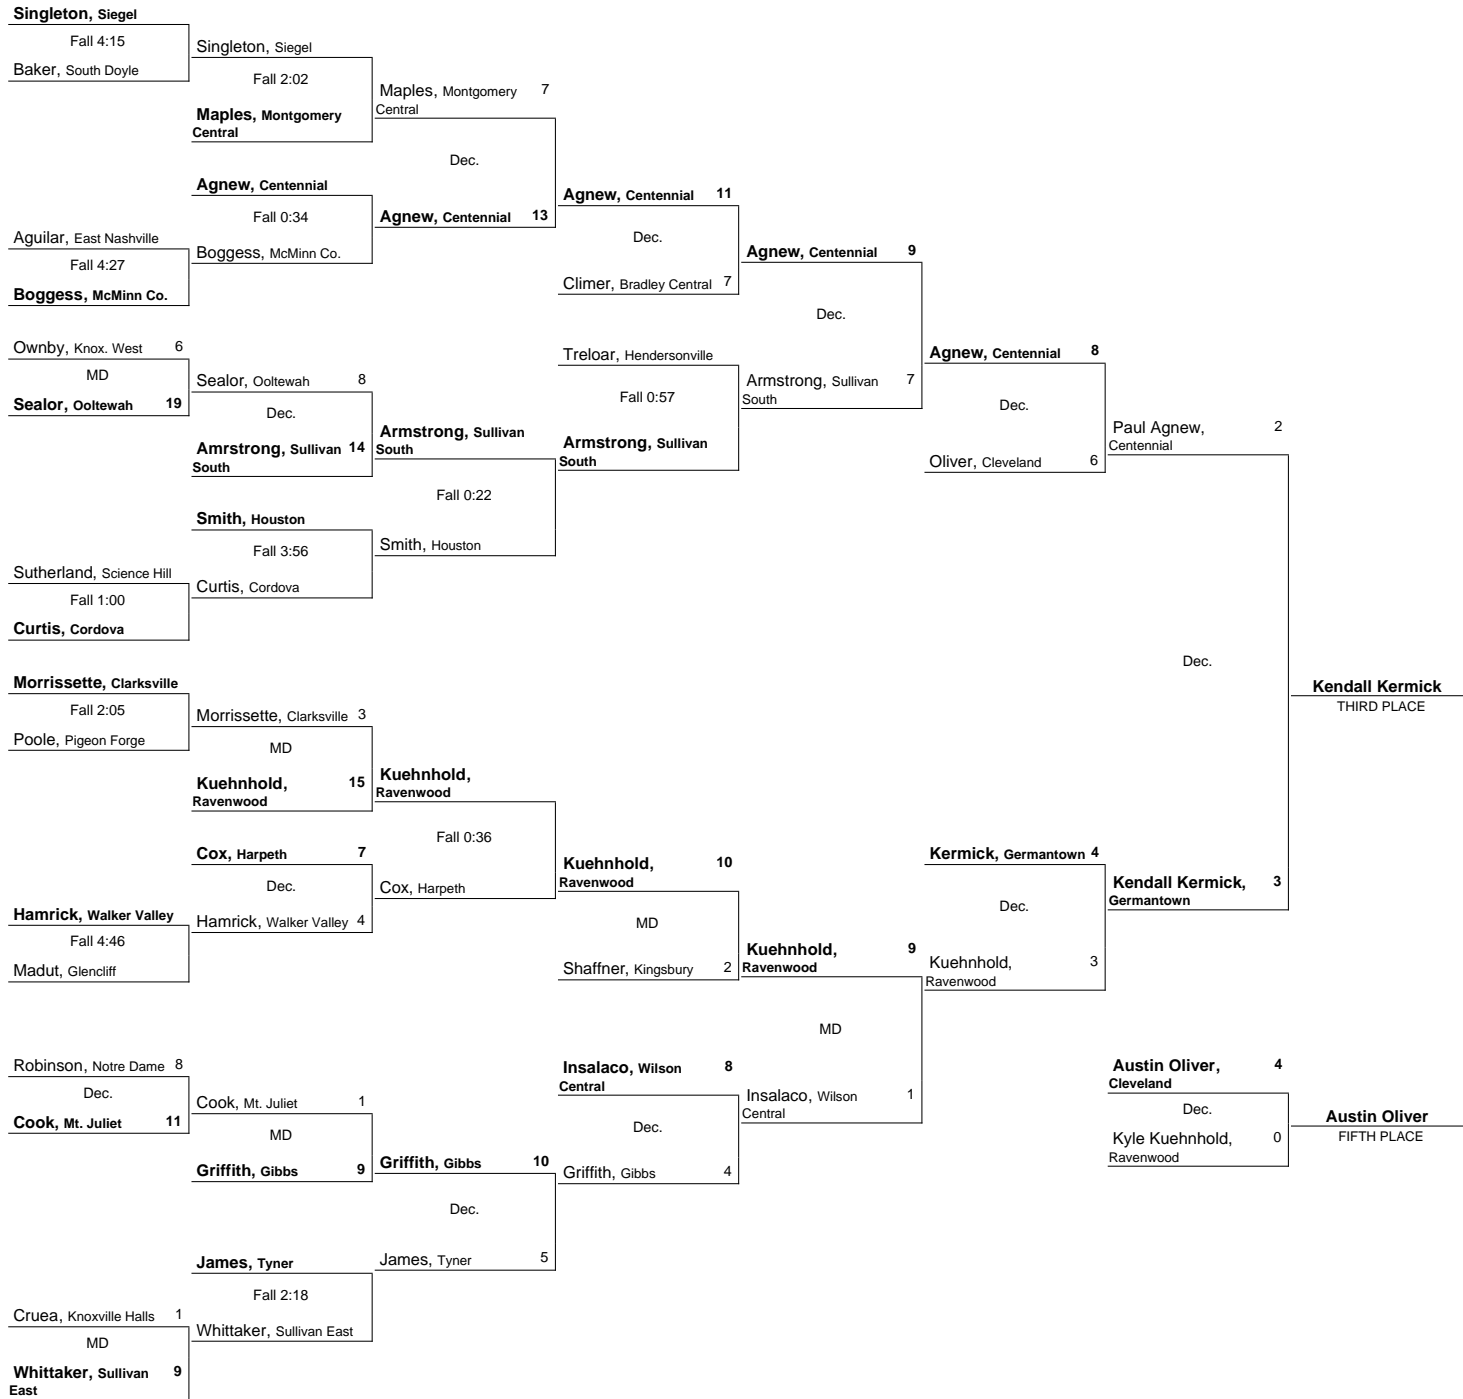 Singleton, Siegel
Fall 4:15
Baker, South Doyle
Aguilar, East Nashville
Fall 4:27
Boggess, McMinn Co.
Ownby, Knox. West 6
MD
Sealor, Ooltewah 19
Sutherland, Science Hill
Fall 1:00
Curtis, Cordova
Morrissette, Clarksville
Fall 2:05
Poole, Pigeon Forge
Hamrick, Walker Valley
Fall 4:46
Madut, Glencliff
Robinson, Notre Dame 8
Dec.
Cook, Mt. Juliet 11
Cruea, Knoxville Halls 1
MD
Whittaker, Sullivan 9
East
Singleton, Siegel
Fall 2:02
Maples, Montgomery
Central
Agnew, Centennial
Fall 0:34
Boggess, McMinn Co.
Sealor, Ooltewah 8
Dec.
Amrstrong, Sullivan 14
South
Smith, Houston
Fall 3:56
Curtis, Cordova
Morrissette, Clarksville 3
MD
Kuehnhold, 15
Ravenwood
Cox, Harpeth 7
Dec.
Hamrick, Walker Valley 4
Cook, Mt. Juliet 1
MD
Griffith, Gibbs 9
James, Tyner
Fall 2:18
Whittaker, Sullivan East
Maples, Montgomery 7
Central
Dec.
Agnew, Centennial 13
Armstrong, Sullivan
South
Fall 0:22
Smith, Houston
Kuehnhold,
Ravenwood
Fall 0:36
Cox, Harpeth
Griffith, Gibbs 10
Dec.
James, Tyner 5
Agnew, Centennial 11
Dec.
Climer, Bradley Central 7
Treloar, Hendersonville
Fall 0:57
Armstrong, Sullivan
South
Kuehnhold, 10
Ravenwood
MD
Shaffner, Kingsbury 2
Insalaco, Wilson 8
Central
Dec.
Griffith, Gibbs 4
Agnew, Centennial 9
Dec.
Armstrong, Sullivan 7
South
Kuehnhold, 9
Ravenwood
MD
Insalaco, Wilson 1
Central
Agnew, Centennial 8
Dec.
Oliver, Cleveland 6
Kermick, Germantown 4
Dec.
Kuehnhold, 3
Ravenwood
Paul Agnew, 2
Centennial
Dec.
Kendall Kermick, 3
Germantown
Kendall Kermick
THIRD PLACE
Austin Oliver, 4
Cleveland
Dec.
Kyle Kuehnhold, 0
Ravenwood
Austin Oliver
FIFTH PLACE